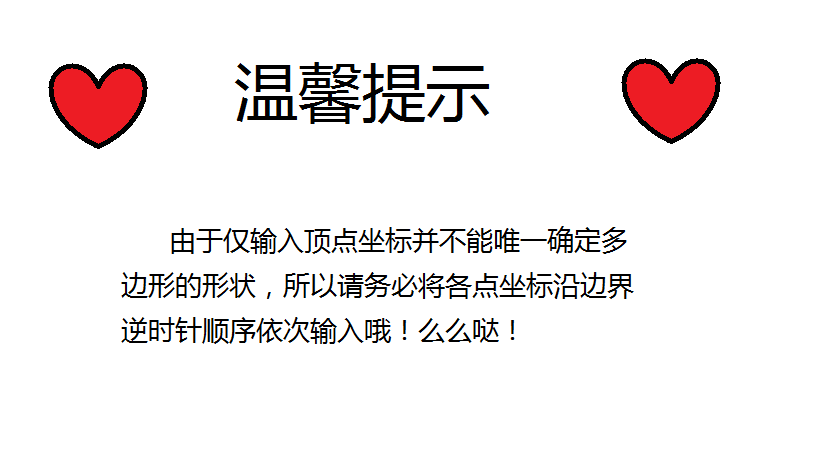 温馨提示
由于仅输入顶点坐标并不能唯一确定多
边形的形状，所以请务必将各点坐标沿边界
逆时针顺序依次输入哦！么么哒！